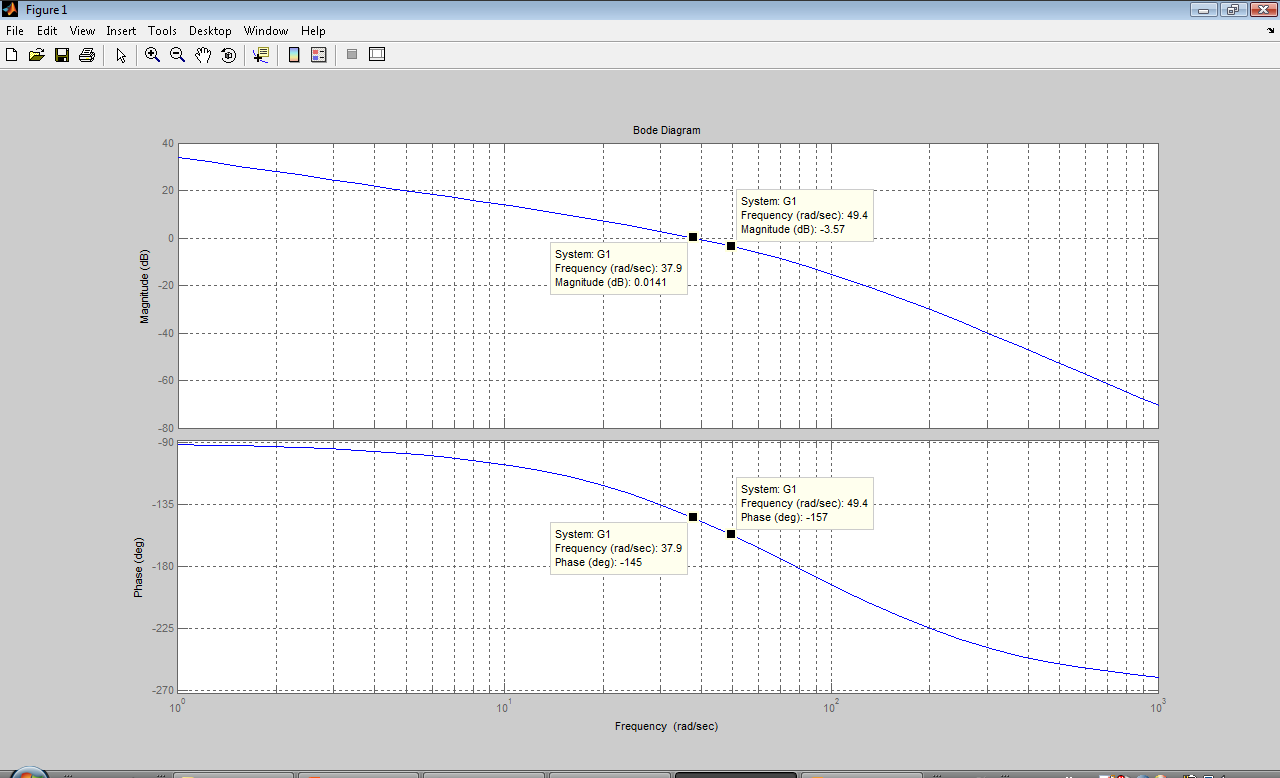 Figure 1
File Edit View Insert Tools Desktop Window Help
Bode Diagram
Magnitude (dB)
40
20
0
-20
-40
-60
-80
System: G1
Frequency (rad/sec): 49.4
Magnitude (dB): -3.57
System: G1
Frequency (rad/sec): 37.9
Magnitude (dB): 0.0141
Phase (deg)
-90
-135
-180
-225
-270
System: G1
Frequency (rad/sec): 49.4
Phase (deg): -157
System: G1
Frequency (rad/sec): 37.9
Phase (deg): -145
10^0 10^1 10^2 10^3
Frequency (rad/sec)